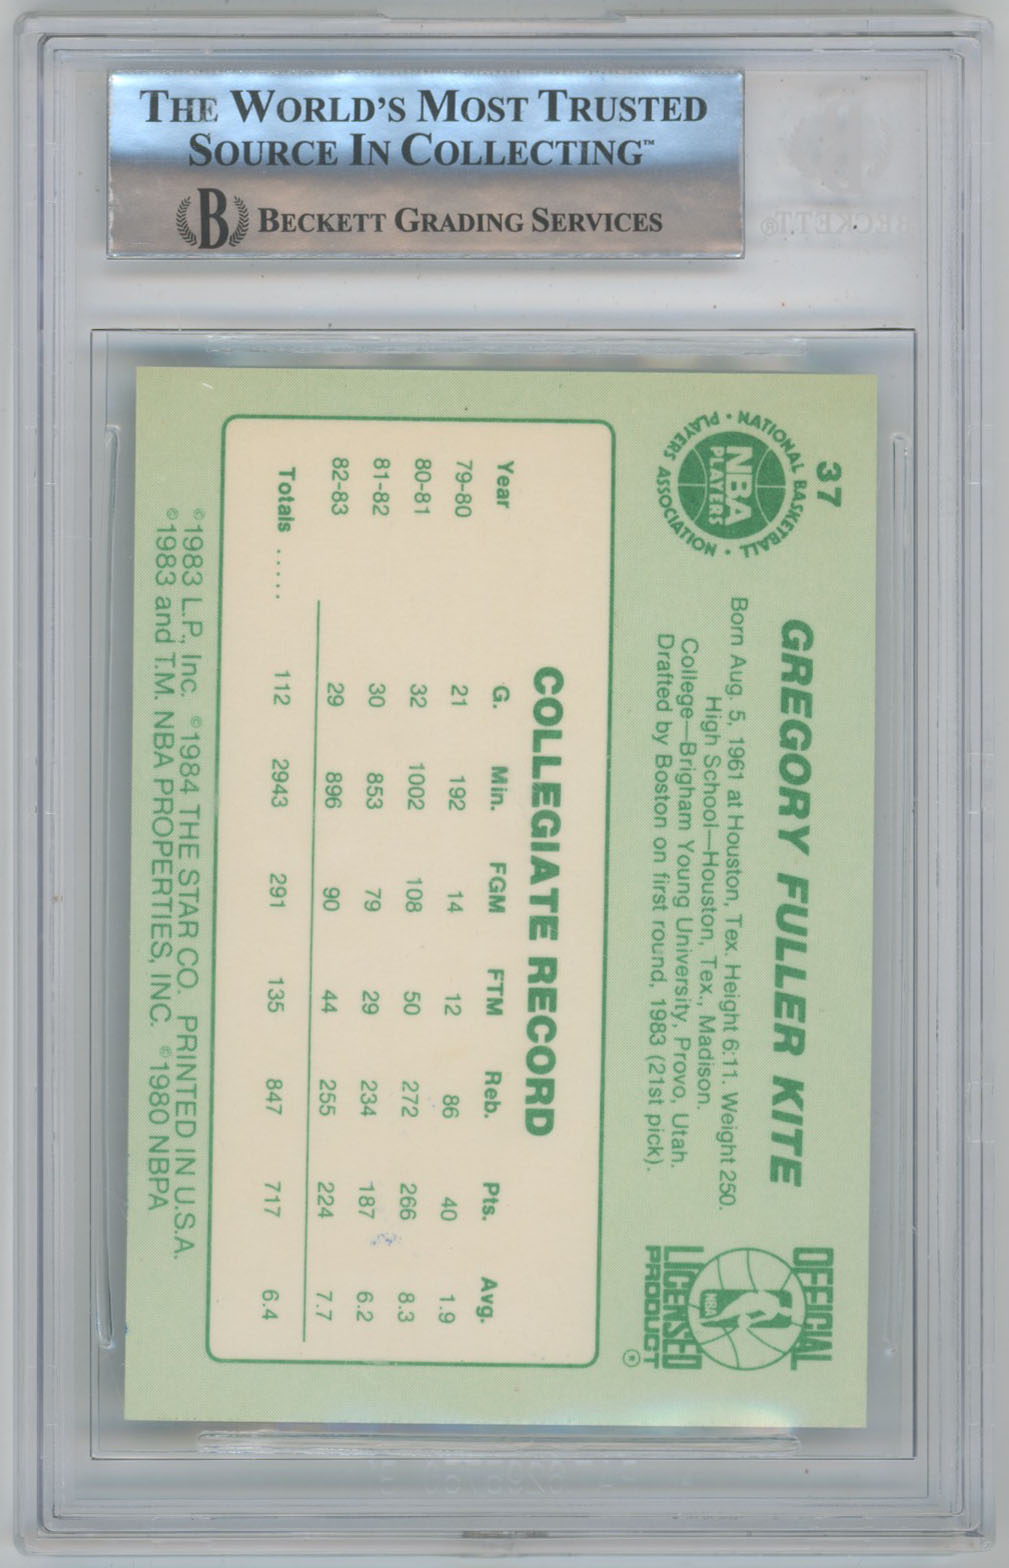 THE WORLD'S MOST TRUSTED
SOURCE IN COLLECTING™
B BECKETT GRADING SERVICES
BECKETT®
37
NATIONAL BASKETBALL • PLAYERS ASSOCIATION •
NBA
PLAYERS
GREGORY FULLER KITE
Born Aug. 5, 1961 at Houston, Tex. Height 6:11. Weight 250.
High School—Houston, Tex., Madison.
College—Brigham Young University, Provo, Utah.
Drafted by Boston on first round, 1983 (21st pick).
OFFICIAL
NBA
LICENSED
PRODUCT
®
COLLEGIATE RECORD
Year G. Min. FGM FTM Reb. Pts. Avg.
79-80 21 192 14 12 86 40 1.9
80-81 32 1002 108 50 272 266 8.3
81-82 30 853 79 29 234 187 6.2
82-83 29 896 90 44 255 224 7.7
Totals ..... 112 2943 291 135 847 717 6.4
©1983 L.P., Inc. ©1984 THE STAR CO. PRINTED IN U.S.A.
©1983 and T.M. NBA PROPERTIES, INC. ©1980 NBPA